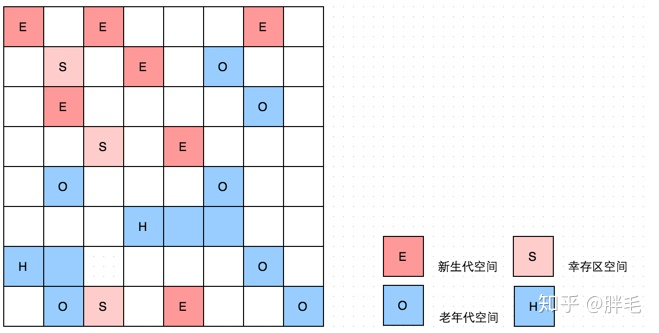 E E E
S E O
E O
S E
O O
H
H O
O S E O
E 新生代空间 S 幸存区空间
O 老年代空间 H
知乎 @胖毛